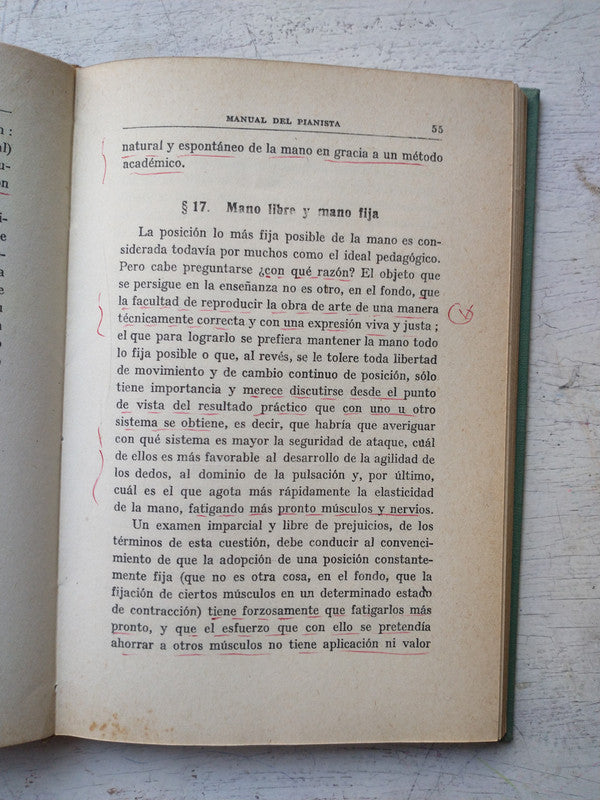 n :
al)
u-
on
MANUAL DEL PIANISTA 55
natural y espontáneo de la mano en gracia a un método
académico.
§ 17. Mano libre y mano fija
La posición lo más fija posible de la mano es con-
siderada todavía por muchos como el ideal pedagógico.
Pero cabe preguntarse ¿con qué razón? El objeto que
se persigue en la enseñanza no es otro, en el fondo, que
la facultad de reproducir la obra de arte de una manera
técnicamente correcta y con una expresión viva y justa ;
el que para lograrlo se prefiera mantener la mano todo
lo fija posible o que, al revés, se le tolere toda libertad
de movimiento y de cambio continuo de posición, sólo
tiene importancia y merece discutirse desde el punto
de vista del resultado práctico que con uno u otro
sistema se obtiene, es decir, que habría que averiguar
con qué sistema es mayor la seguridad de ataque, cuál
de ellos es más favorable al desarrollo de la agilidad de
los dedos, al dominio de la pulsación y, por último,
cuál es el que agota más rápidamente la elasticidad
de la mano, fatigando más pronto músculos y nervios.
Un examen imparcial y libre de prejuicios, de los
términos de esta cuestión, debe conducir al convenci-
miento de que la adopción de una posición constante-
mente fija (que no es otra cosa, en el fondo, que la
fijación de ciertos músculos en un determinado estado
de contracción) tiene forzosamente que fatigarlos más
pronto, y que el esfuerzo que con ello se pretendía
ahorrar a otros músculos no tiene aplicación ni valor